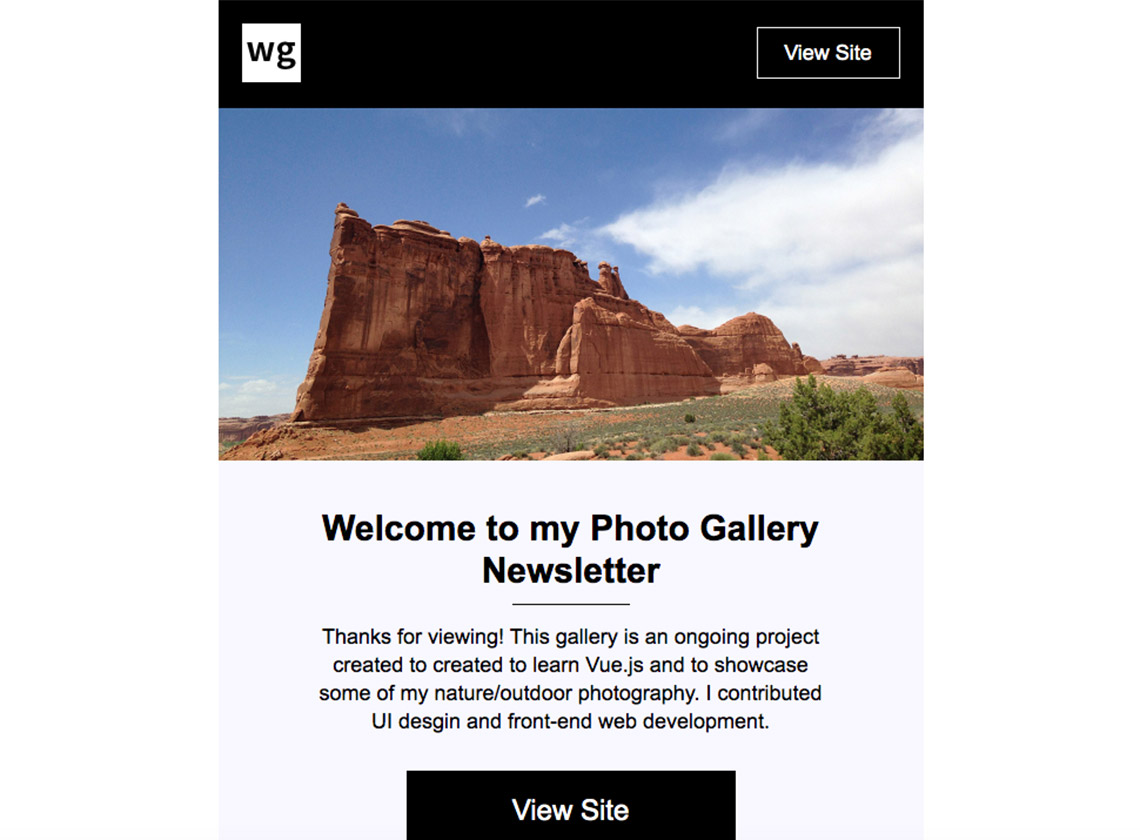 wg
View Site
Welcome to my Photo Gallery
Newsletter
Thanks for viewing! This gallery is an ongoing project
created to created to learn Vue.js and to showcase
some of my nature/outdoor photography. I contributed
UI desgin and front-end web development.
View Site